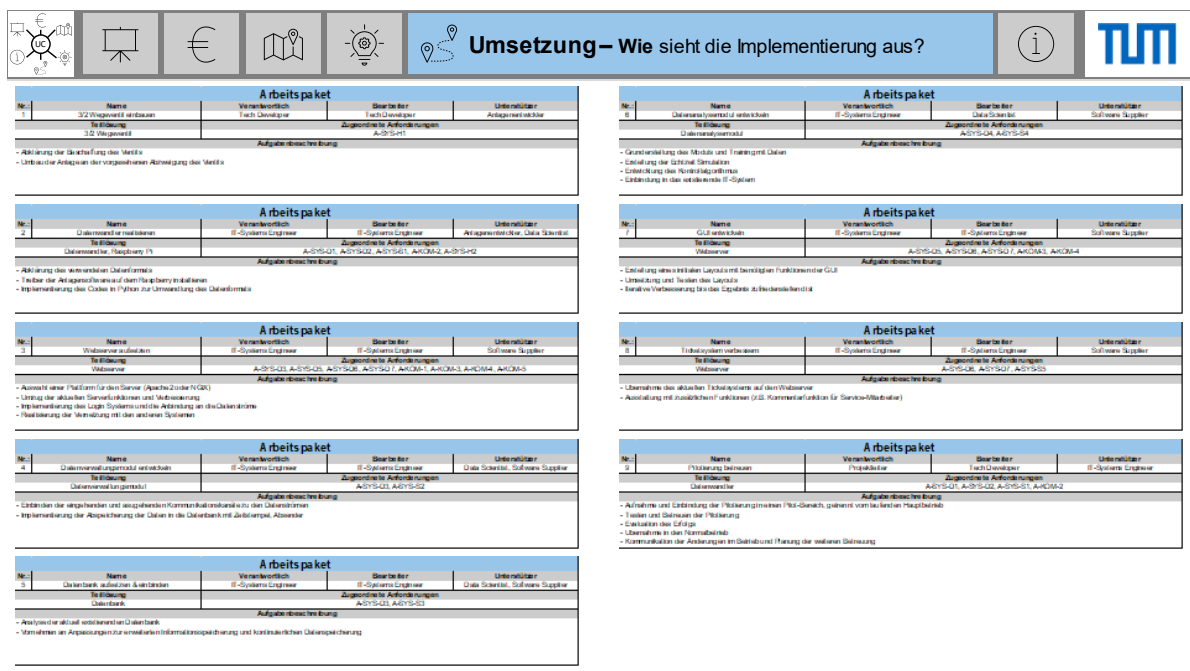 UC
Umsetzung– Wie sieht die Implementierung aus?
TUM
Arbeitspaket
Nr.: Name Verantwortlich Bearbeiter Unterstützer
1 3/2 Wegeventil einbauen Tech Developer Tech Developer Anlagenentwickler
Teillösung Zugeordnete Anforderungen
3/2 Wegeventil A-SYS-H1
Aufgabenbeschreibung
- Abklärung der Beschaffung des Ventils
- Umbau der Anlage an der vorgesehenen Abzweigung des Ventils
Arbeitspaket
Nr.: Name Verantwortlich Bearbeiter Unterstützer
2 Datenwandler realisieren IT-Systems Engineer IT-Systems Engineer Anlagenentwickler, Data Scientist
Teillösung Zugeordnete Anforderungen
Datenwandler, Raspberry Pi A-SYS-D1, A-SYS-D2, A-SYS-S1, A-KOM-2, A-SYS-H2
Aufgabenbeschreibung
- Abklärung des verwendeten Datenformats
- Treiber der Anlagensoftware auf dem Raspberry installieren
- Implementierung des Codes in Python zur Umwandlung des Datenformats
Arbeitspaket
Nr.: Name Verantwortlich Bearbeiter Unterstützer
3 Webserver aufsetzen IT-Systems Engineer IT-Systems Engineer Software Supplier
Teillösung Zugeordnete Anforderungen
Webserver A-SYS-D3, A-SYS-D5, A-SYS-D6, A-SYS-D7, A-KOM-1, A-KOM-3, A-KOM-4, A-KOM-5
Aufgabenbeschreibung
- Auswahl einer Plattform für den Server (Apache2 oder NGIX)
- Umzug der aktuellen Serverfunktionen und Verbesserung
- Implementierung des Login Systems und die Anbindung an die Datenströme
- Realisierung der Vernetzung mit den anderen Systemen
Arbeitspaket
Nr.: Name Verantwortlich Bearbeiter Unterstützer
4 Datenverwaltungsmodul entwickeln IT-Systems Engineer IT-Systems Engineer Data Scientist, Software Supplier
Teillösung Zugeordnete Anforderungen
Datenverwaltungsmodul A-SYS-D3, A-SYS-S2
Aufgabenbeschreibung
- Einbinden der eingehenden und ausgehenden Kommunikationskanäle zu den Datenströmen
- Implementierung der Abspeicherung der Daten in die Datenbank mit Zeitstempel, Absender
Arbeitspaket
Nr.: Name Verantwortlich Bearbeiter Unterstützer
5 Datenbank aufsetzen & einbinden IT-Systems Engineer IT-Systems Engineer Data Scientist, Software Supplier
Teillösung Zugeordnete Anforderungen
Datenbank A-SYS-D3, A-SYS-S3
Aufgabenbeschreibung
- Analyse der aktuell existierenden Datenbank
- Vornehmen an Anpassungen zur erweiterten Informationsspeicherung und kontinuierlichen Datenspeicherung
Arbeitspaket
Nr.: Name Verantwortlich Bearbeiter Unterstützer
6 Datenanalysemodul entwickeln IT-Systems Engineer Data Scientist Software Supplier
Teillösung Zugeordnete Anforderungen
Datenanalysemodul A-SYS-D4, A-SYS-S4
Aufgabenbeschreibung
- Grunderstellung des Moduls und Training mit Daten
- Erstellung der Echtzeit Simulation
- Entwicklung des Kontrollalgorithmus
- Einbindung in das existierende IT-System
Arbeitspaket
Nr.: Name Verantwortlich Bearbeiter Unterstützer
7 GUI entwickeln IT-Systems Engineer IT-Systems Engineer Software Supplier
Teillösung Zugeordnete Anforderungen
Webserver A-SYS-D5, A-SYS-D6, A-SYS-D7, A-KOM-3, A-KOM-4
Aufgabenbeschreibung
- Erstellung eines initialen Layouts mit benötigten Funktionen der GUI
- Umsetzung und Testen des Layouts
- Iterative Verbesserung bis das Ergebnis zufriedenstellend ist
Arbeitspaket
Nr.: Name Verantwortlich Bearbeiter Unterstützer
8 Ticketsystem verbessern IT-Systems Engineer IT-Systems Engineer Software Supplier
Teillösung Zugeordnete Anforderungen
Webserver A-SYS-D6, A-SYS-D7, A-SYS-S5
Aufgabenbeschreibung
- Übernahme des aktuellen Ticketsystems auf den Webserver
- Ausstattung mit zusätzlichen Funktionen (z.B. Kommentarfunktion für Service-Mitarbeiter)
Arbeitspaket
Nr.: Name Verantwortlich Bearbeiter Unterstützer
9 Pilotierung betreuen Projektleiter Tech Developer IT-Systems Engineer
Teillösung Zugeordnete Anforderungen
Datenwandler A-SYS-D1, A-SYS-D2, A-SYS-S1, A-KOM-2
Aufgabenbeschreibung
- Aufnahme und Einbindung der Pilotierung in einen Pilot-Bereich, getrennt vom laufenden Hauptbetrieb
- Testen und Betreuen der Pilotierung
- Evaluation des Erfolgs
- Übernahme in den Normalbetrieb
- Kommunikation der Änderungen im Betrieb und Planung der weiteren Betreuung